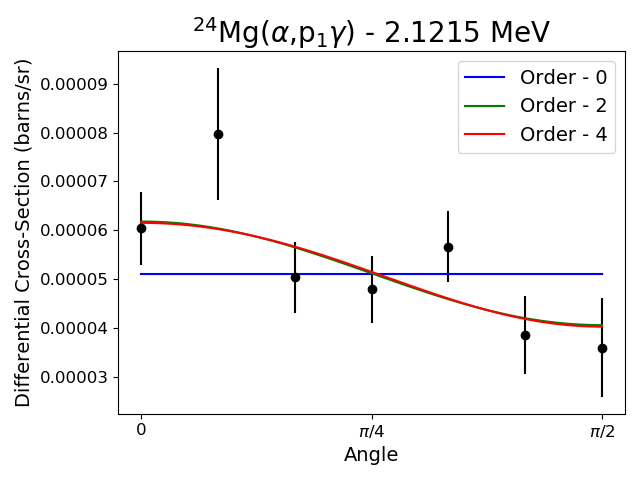 ²⁴Mg(α,p₁γ) - 2.1215 MeV
Differential Cross-Section (barns/sr)
0.00009
0.00008
0.00007
0.00006
0.00005
0.00004
0.00003
Order - 0
Order - 2
Order - 4
0
π/4
π/2
Angle